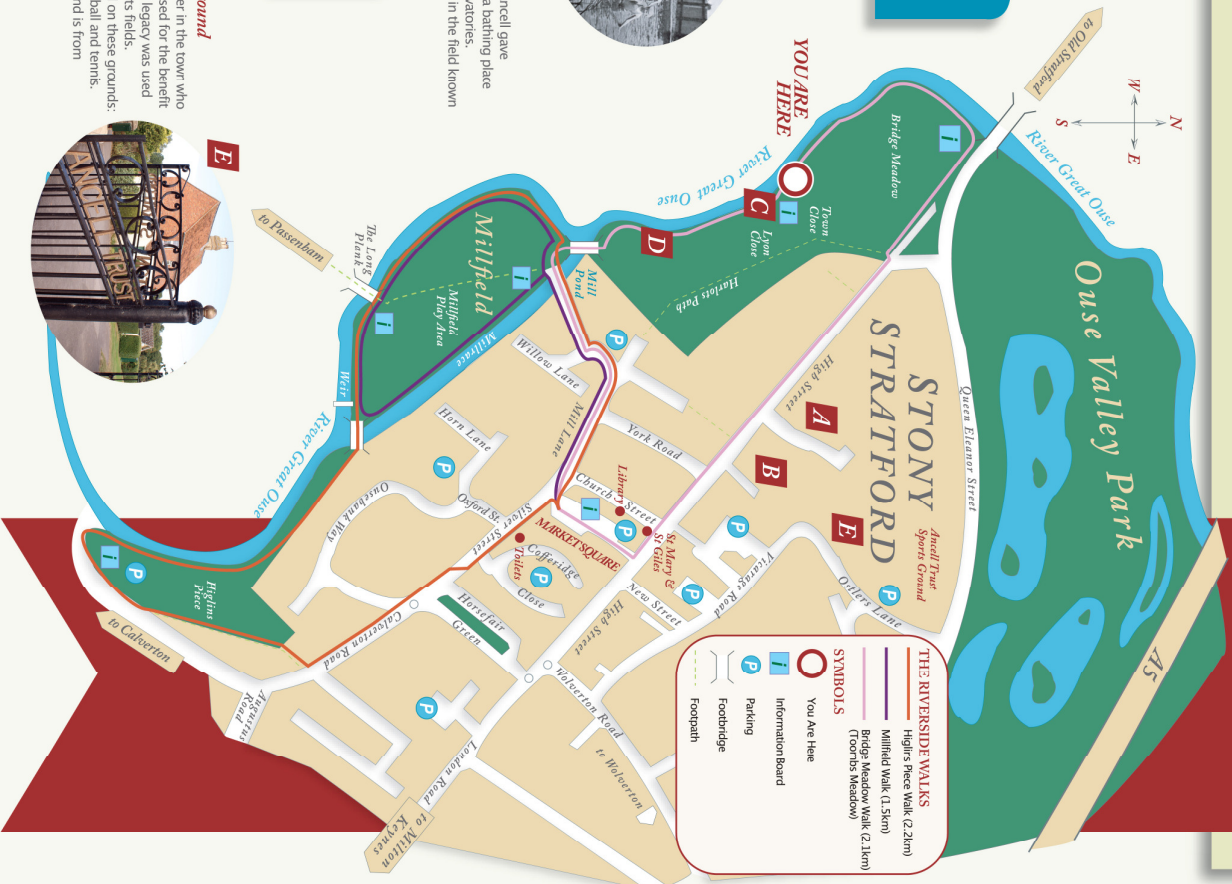 ncell gave
a bathing place
vatories.
in the field known
ound
er in the town who
sed for the benefit
legacy was used
ts fields.
on these grounds:
ball and tennis.
nd is from
E
ANCELL TRUST
to Old Stratford
N
W
E
S
YOU ARE
HERE
River Great Ouse
River Great Ouse
Bridge Meadow
i
i
C
Town
Close
Lyon
Close
D
Harlots Path
Ouse Valley Park
A5
Queen Eleanor Street
STONY
STRATFORD
High Street
A
B
E
Ancell Trust
Sports Ground
P
Ostlers Lane
Vicarage Road
P
P
New Street
High Street
St Mary &
St Giles
Library
Church Street
P
i
MARKET SQUARE
York Road
P
Mill Pond
Willow Lane
Mill Lane
Millfield
i
Millfield
Play Area
i
Millrace
The Long
Plank
to Passenham
Weir
River Great Ouse
Horn Lane
P
Oxford St.
Silver Street
Ousebank Way
Toilets
Cofferidge
Close
P
Horsefair
Green
Calverton Road
Higlins
Piece
i
P
to Calverton
Augustus
Road
P
London Road
Wolverton Road
to Wolverton
to Milton
Keynes
THE RIVERSIDE WALKS
Higlirs Piece Walk (2.2km)
Millfield Walk (1.5km)
Bridge Meadow Walk (2.1km)
(Toombs Meadow)
SYMBOLS
You Are Here
i
Information Board
P
Parking
Footbridge
Footpath